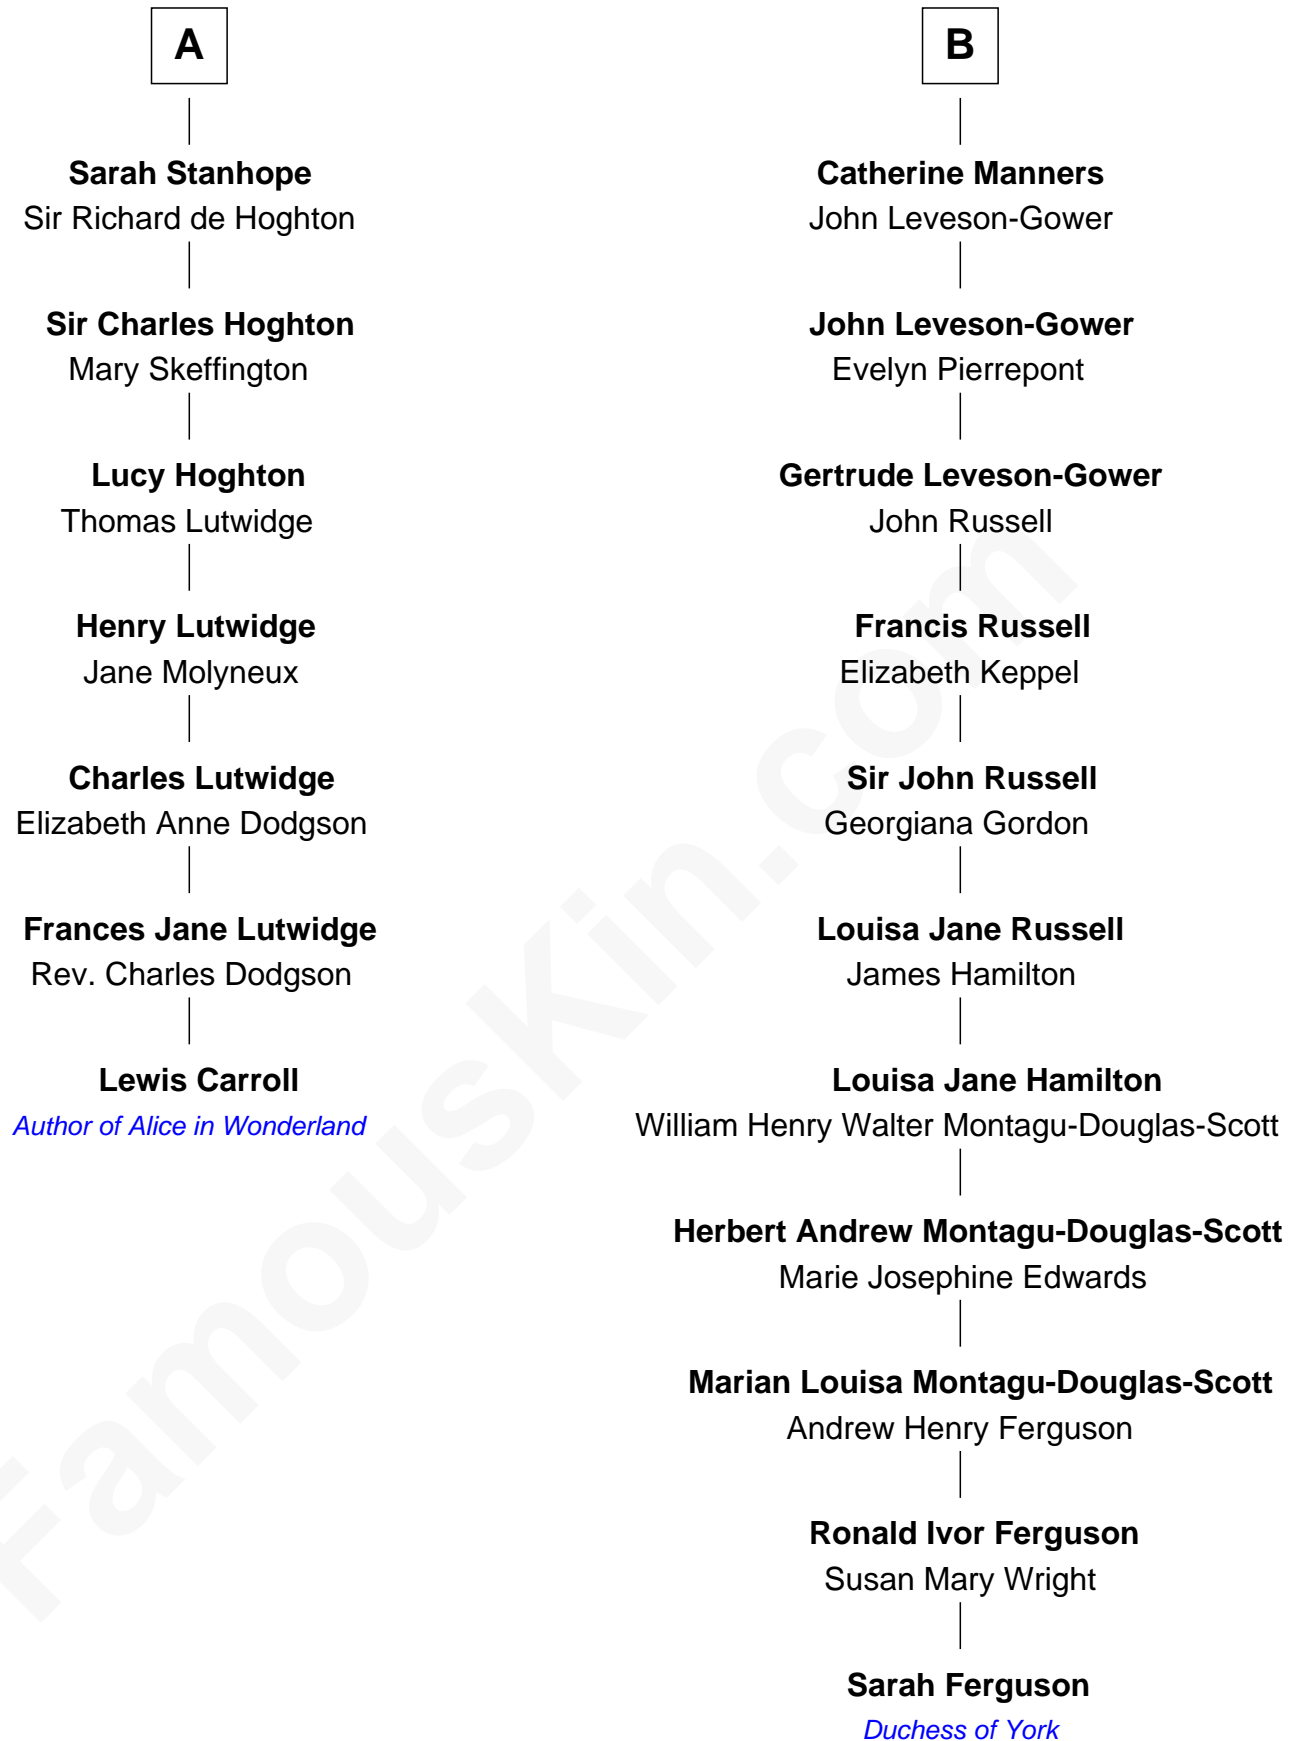 A
Sarah Stanhope
Sir Richard de Hoghton
Sir Charles Hoghton
Mary Skeffington
Lucy Hoghton
Thomas Lutwidge
Henry Lutwidge
Jane Molyneux
Charles Lutwidge
Elizabeth Anne Dodgson
Frances Jane Lutwidge
Rev. Charles Dodgson
Lewis Carroll
Author of Alice in Wonderland
B
Catherine Manners
John Leveson-Gower
John Leveson-Gower
Evelyn Pierrepont
Gertrude Leveson-Gower
John Russell
Francis Russell
Elizabeth Keppel
Sir John Russell
Georgiana Gordon
Louisa Jane Russell
James Hamilton
Louisa Jane Hamilton
William Henry Walter Montagu-Douglas-Scott
Herbert Andrew Montagu-Douglas-Scott
Marie Josephine Edwards
Marian Louisa Montagu-Douglas-Scott
Andrew Henry Ferguson
Ronald Ivor Ferguson
Susan Mary Wright
Sarah Ferguson
Duchess of York
FamousKin.com